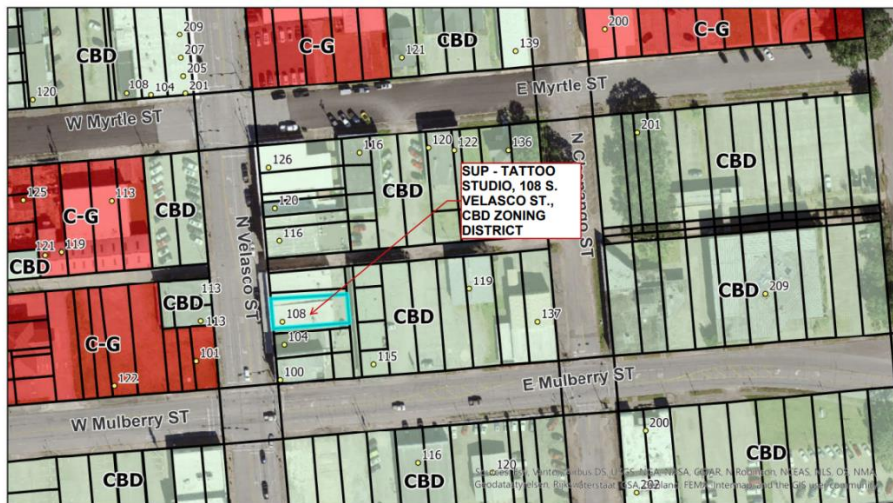 209
C-G
CBD
200
C-G
CBD
121
CBD
139
207
205
120
108
104
201
E Myrtle ST
W Myrtle ST
201
126
116
120
122
136
SUP - TATTOO
STUDIO, 108 S.
VELASCO ST.,
CBD ZONING
DISTRICT
CBD
125
C-G
113
CBD
120
CBD
116
121
119
CBD
N Velasco ST
113
CBD
113
108
119
CBD
137
CBD
209
C-G
104
101
115
100
122
E Mulberry ST
W Mulberry ST
200
CBD
CBD
116
CBD
120
202